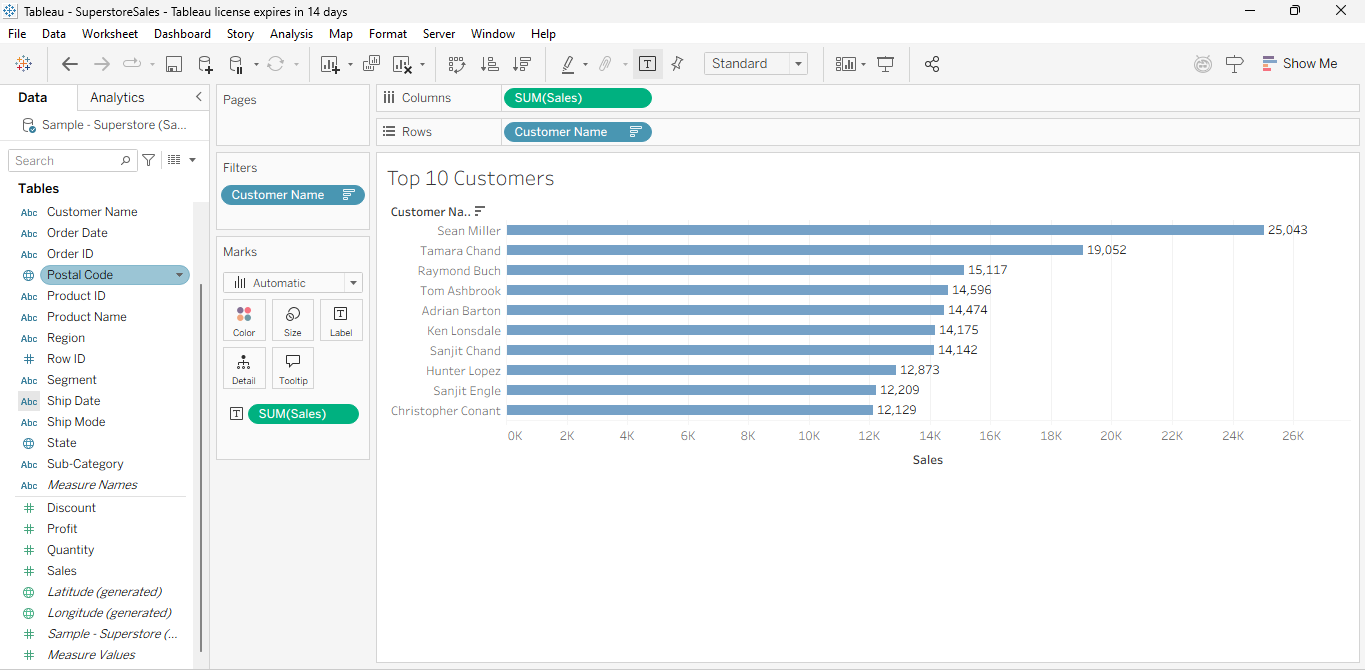 Tableau - SuperstoreSales - Tableau license expires in 14 days
File Data Worksheet Dashboard Story Analysis Map Format Server Window Help
Standard
Show Me
Data Analytics
Sample - Superstore (Sa...
Search
Tables
Abc Customer Name
Abc Order Date
Abc Order ID
Postal Code
Abc Product ID
Abc Product Name
Abc Region
# Row ID
Abc Segment
Abc Ship Date
Abc Ship Mode
State
Abc Sub-Category
Abc Measure Names
# Discount
# Profit
# Quantity
# Sales
Latitude (generated)
Longitude (generated)
# Sample - Superstore (...
# Measure Values
Pages
Filters
Customer Name
Marks
Automatic
Color Size Label
Detail Tooltip
T SUM(Sales)
Columns SUM(Sales)
Rows Customer Name
Top 10 Customers
Customer Na..
Sean Miller 25,043
Tamara Chand 19,052
Raymond Buch 15,117
Tom Ashbrook 14,596
Adrian Barton 14,474
Ken Lonsdale 14,175
Sanjit Chand 14,142
Hunter Lopez 12,873
Sanjit Engle 12,209
Christopher Conant 12,129
0K 2K 4K 6K 8K 10K 12K 14K 16K 18K 20K 22K 24K 26K
Sales